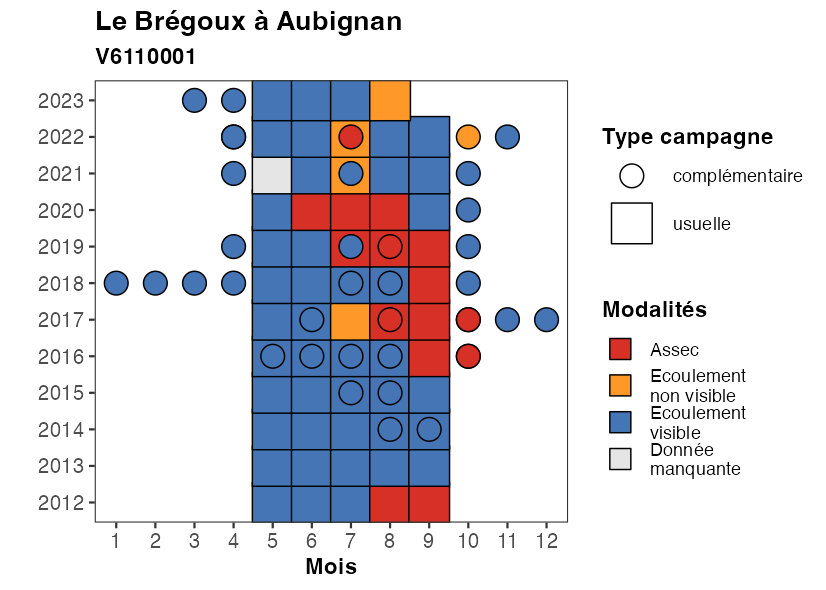 Le Brégoux à Aubignan
V6110001
2023
2022
2021
2020
2019
2018
2017
2016
2015
2014
2013
2012
1 2 3 4 5 6 7 8 9 10 11 12
Mois
Type campagne
complémentaire
usuelle
Modalités
Assec
Ecoulement
non visible
Ecoulement
visible
Donnée
manquante